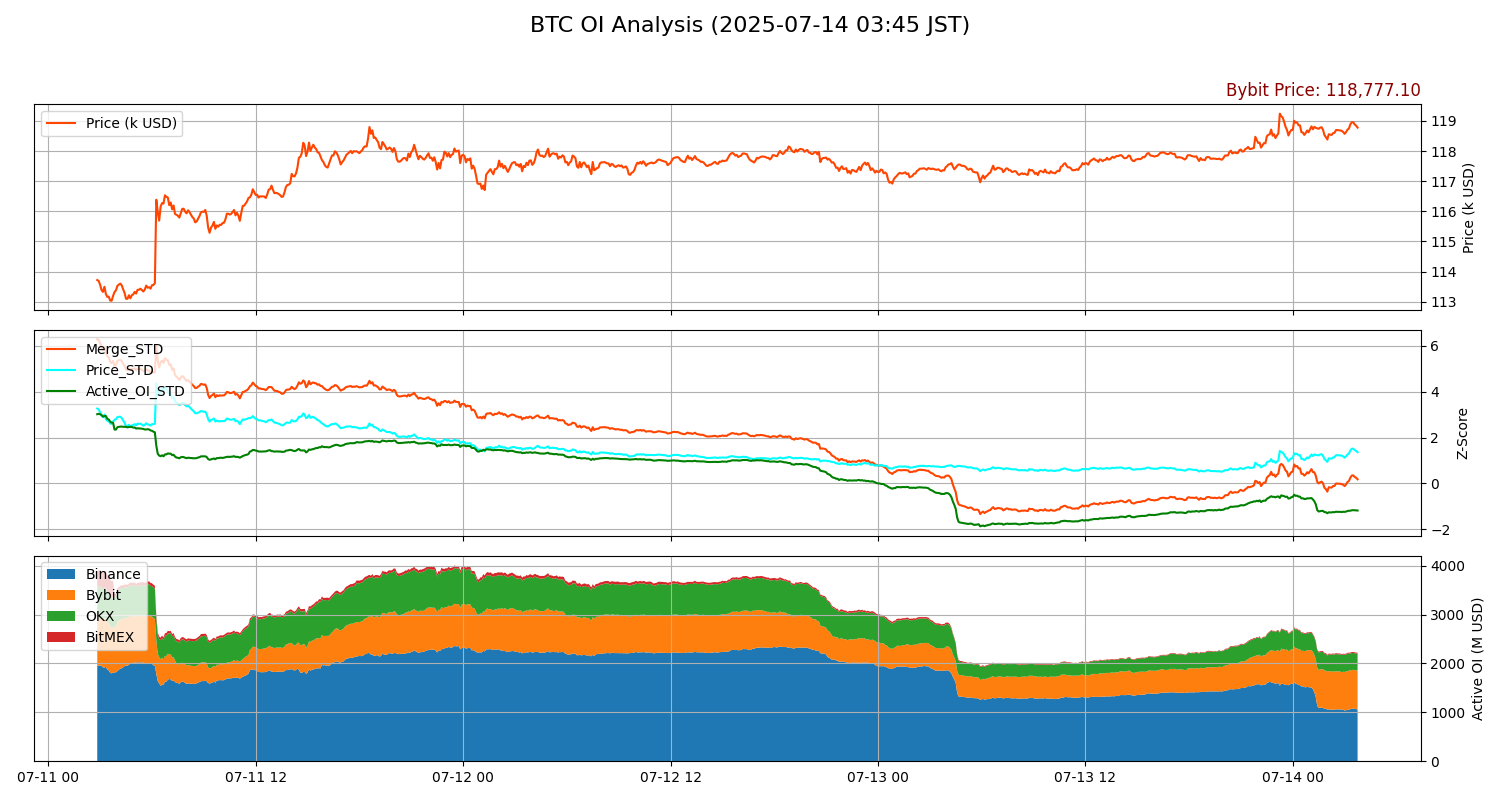 BTC OI Analysis (2025-07-14 03:45 JST)
Bybit Price: 118,777.10
Price (k USD)
119
118
117
116
115
114
113
Price (k USD)
Merge_STD
Price_STD
Active_OI_STD
6
4
2
0
−2
Z-Score
Binance
Bybit
OKX
BitMEX
4000
3000
2000
1000
0
Active OI (M USD)
07-11 00
07-11 12
07-12 00
07-12 12
07-13 00
07-13 12
07-14 00